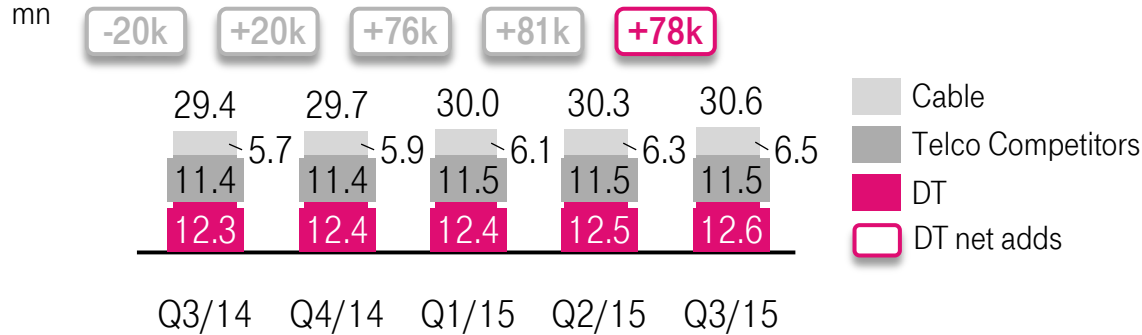 mn
-20k +20k +76k +81k +78k
29.4 29.7 30.0 30.3 30.6
5.7 5.9 6.1 6.3 6.5
11.4 11.4 11.5 11.5 11.5
12.3 12.4 12.4 12.5 12.6
Q3/14 Q4/14 Q1/15 Q2/15 Q3/15
Cable
Telco Competitors
DT
DT net adds